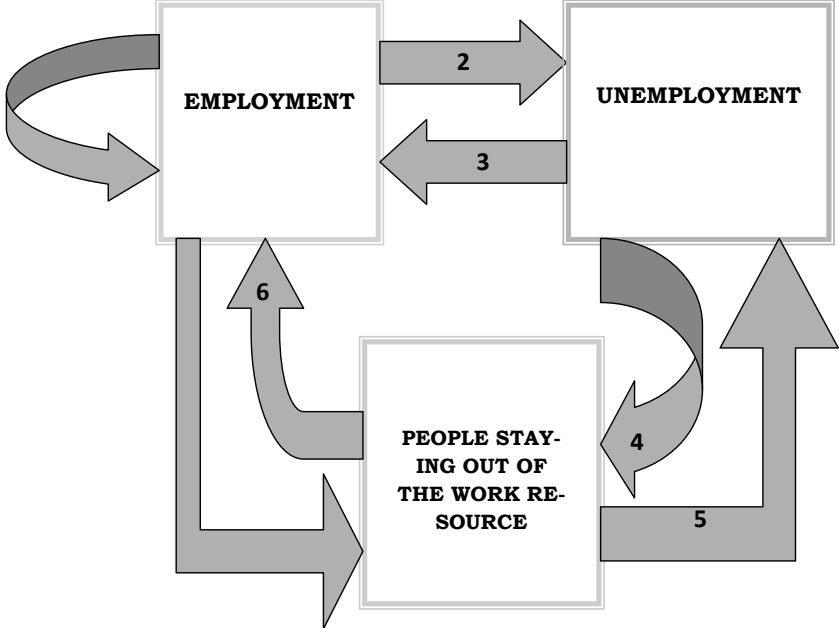 2
EMPLOYMENT
UNEMPLOYMENT
3
6
PEOPLE STAY-
ING OUT OF
THE WORK RE-
SOURCE
4
5